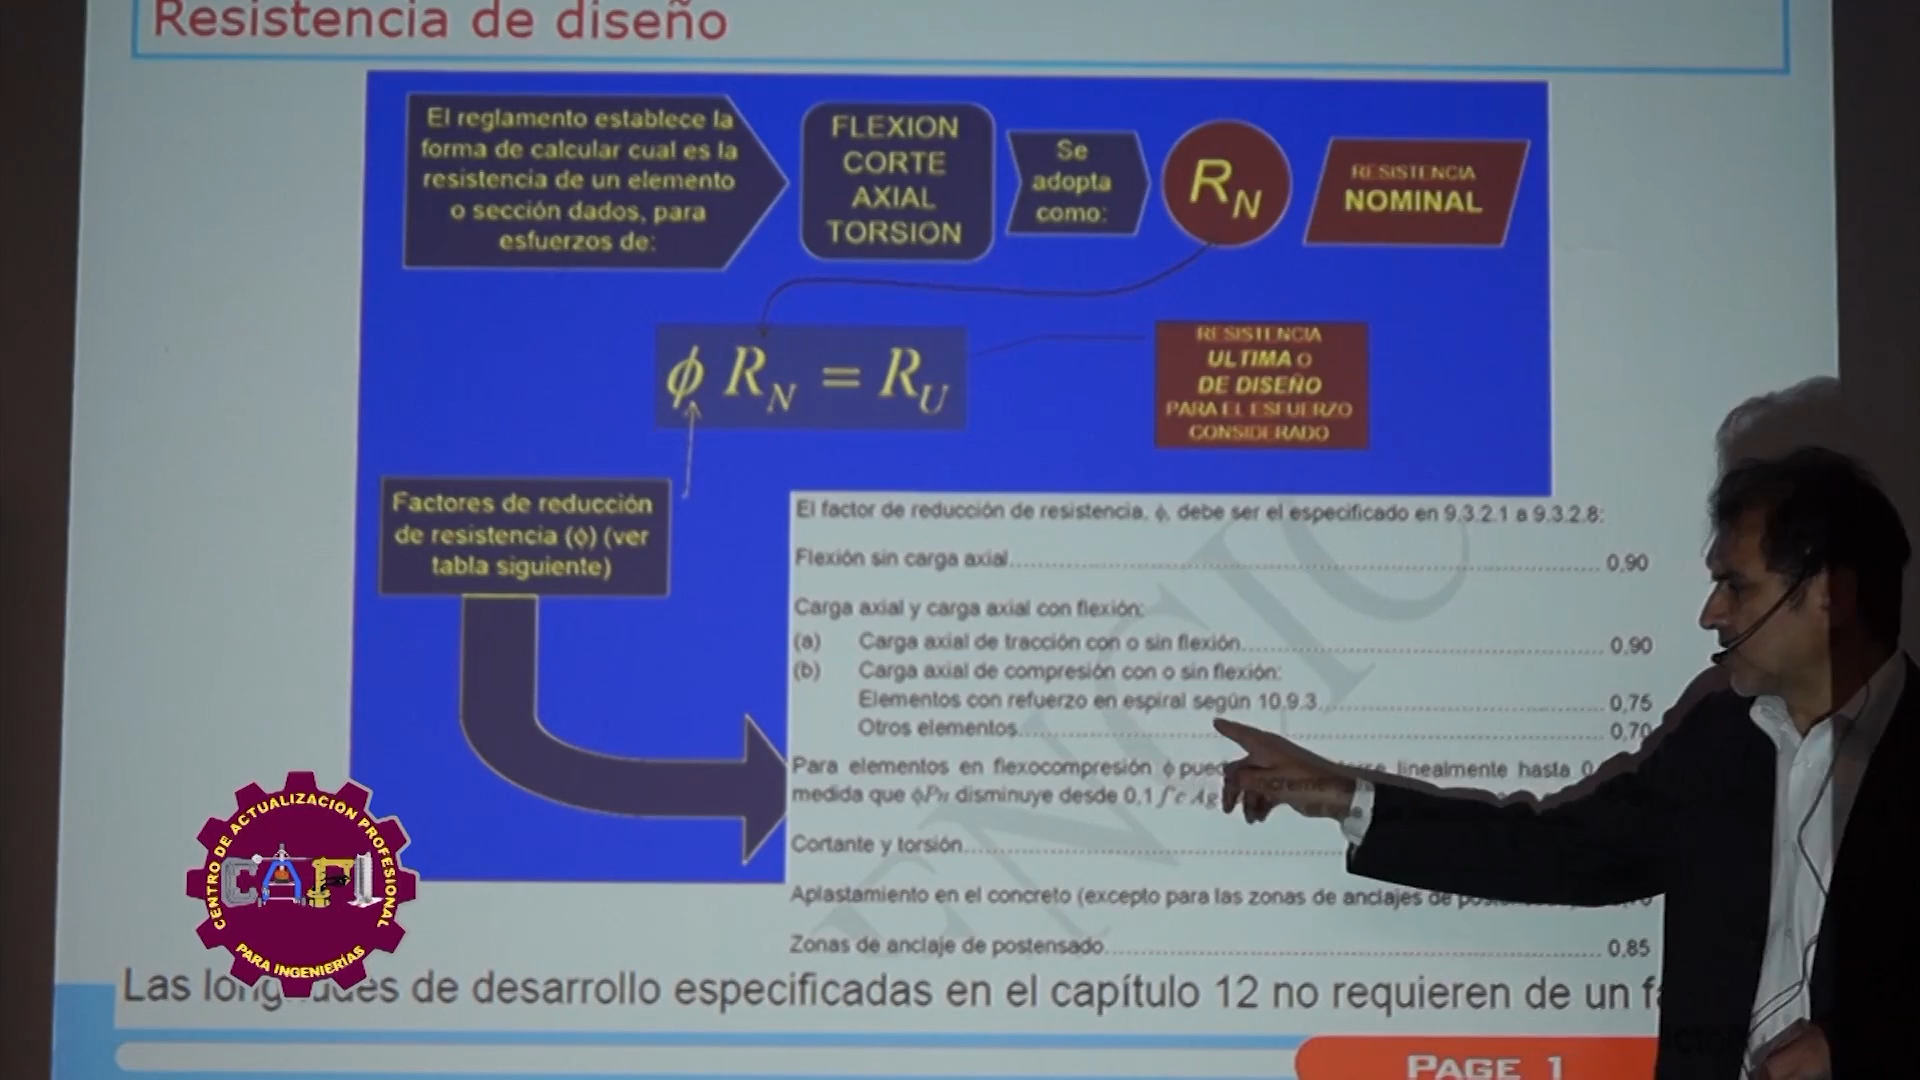 Resistencia de diseño
El reglamento establece la
forma de calcular cual es la
resistencia de un elemento
o sección dados, para
esfuerzos de:
FLEXION
CORTE
AXIAL
TORSION
Se
adopta
como:
R_N
RESISTENCIA
NOMINAL
ϕ R_N = R_U
RESISTENCIA
ULTIMA O
DE DISEÑO
PARA EL ESFUERZO
CONSIDERADO
Factores de reducción
de resistencia (ϕ) (ver
tabla siguiente)
El factor de reducción de resistencia, ϕ, debe ser el especificado en 9.3.2.1 a 9.3.2.8:
Flexión sin carga axial 0,90
Carga axial y carga axial con flexión:
(a) Carga axial de tracción con o sin flexión 0,90
(b) Carga axial de compresión con o sin flexión:
Elementos con refuerzo en espiral según 10.9.3 0,75
Otros elementos 0,70
Para elementos en flexocompresión ϕ linealmente hasta
medida que ϕPn disminuye desde 0,1 f'c Ag
Cortante y torsión
Aplastamiento en el concreto (excepto para las zonas de anclajes de
Zonas de anclaje de postensado 0,85
Las de desarrollo especificadas en el capítulo 12 no requieren de un
PAGE 1
CENTRO DE ACTUALIZACIÓN PROFESIONAL
CAPI
PARA INGENIERÍAS